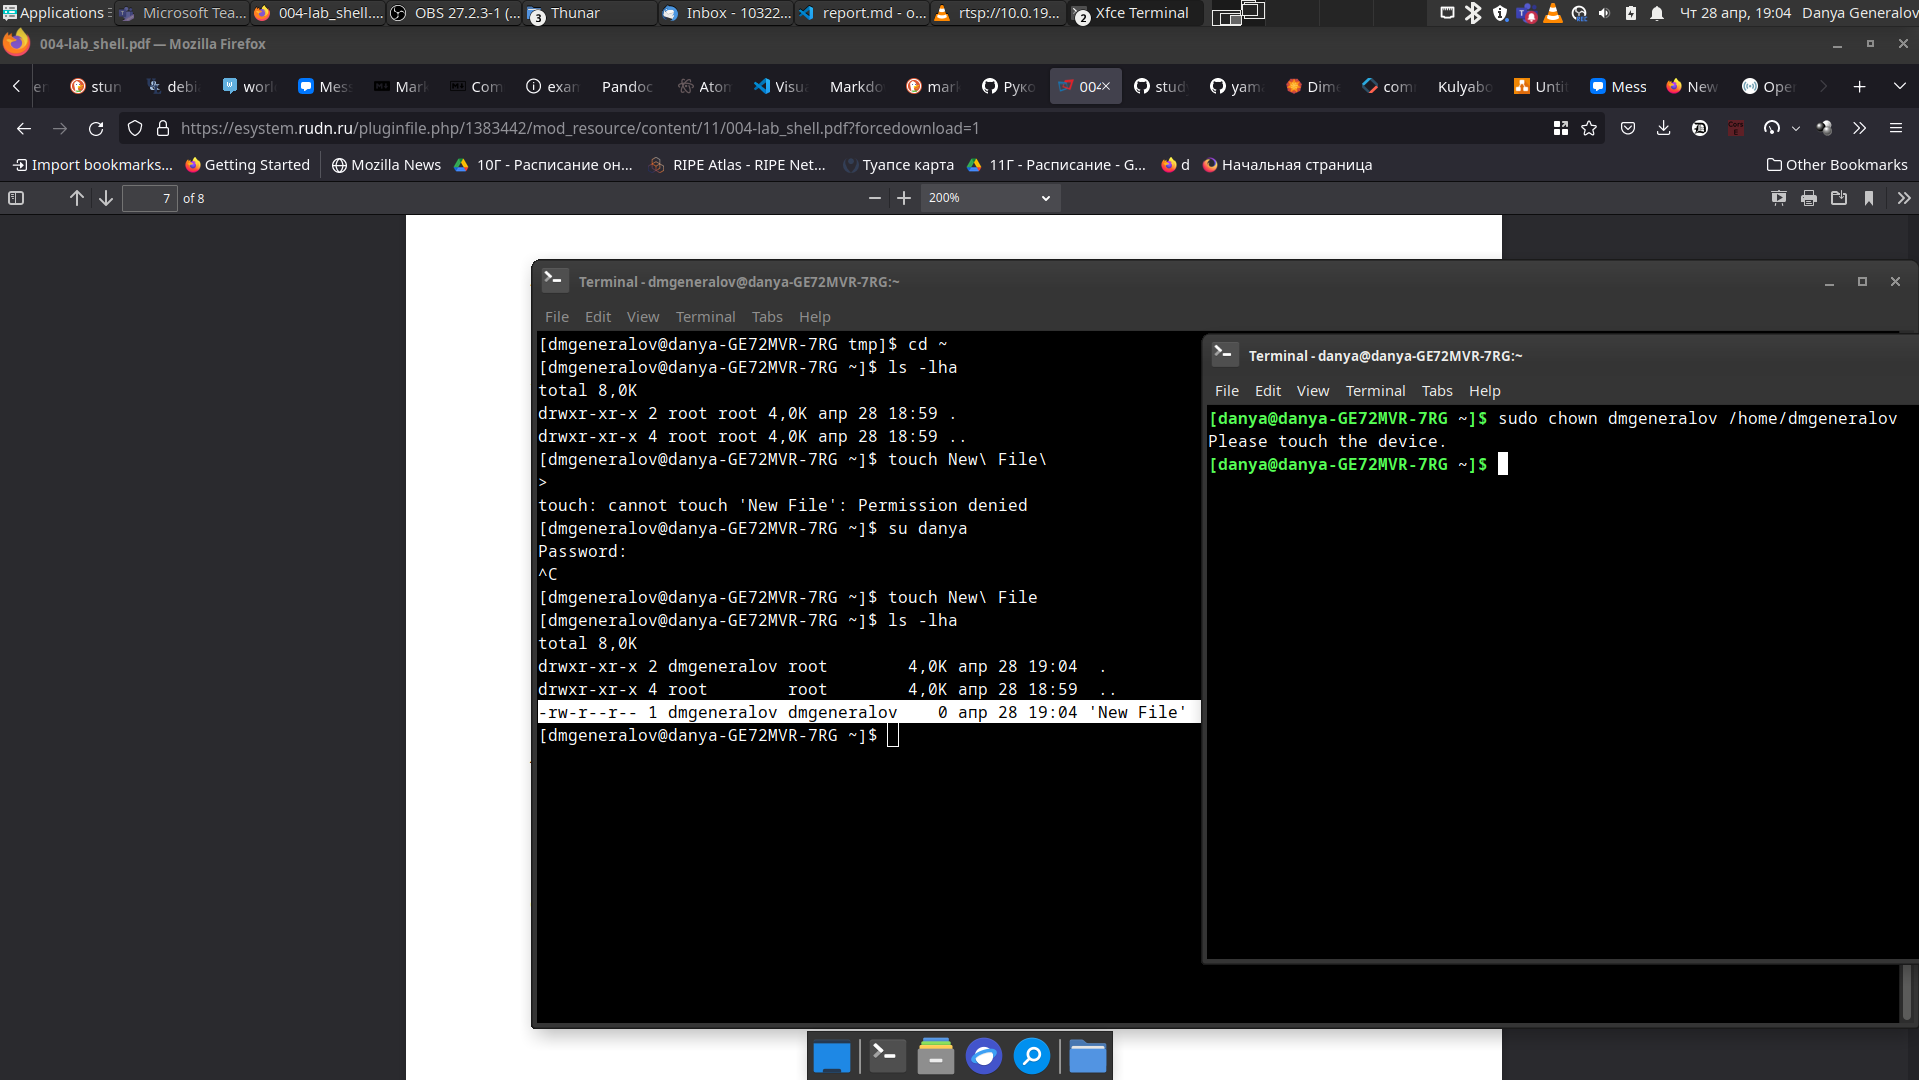 Applications
Microsoft Tea...
004-lab_shell....
OBS 27.2.3-1 (...
3 Thunar
Inbox - 10322...
report.md - o...
rtsp://10.0.19...
2 Xfce Terminal
Чт 28 апр, 19:04
Danya Generalov
004-lab_shell.pdf — Mozilla Firefox
stun
debi
worl
Mess
Mark
Com
exam
Pandoc
Atom
Visua
Markdo
mark
Руко
004
stud
yam
Dime
com
Kulyabo
Unti
Mess
New
Ope
https://esystem.rudn.ru/pluginfile.php/1383442/mod_resource/content/11/004-lab_shell.pdf?forcedownload=1
Import bookmarks...
Getting Started
Mozilla News
10Г - Расписание он...
RIPE Atlas - RIPE Net...
Туапсе карта
11Г - Расписание - G...
d
Начальная страница
Other Bookmarks
7 of 8
200%
Terminal - dmgeneralov@danya-GE72MVR-7RG:~
File Edit View Terminal Tabs Help
[dmgeneralov@danya-GE72MVR-7RG tmp]$ cd ~
[dmgeneralov@danya-GE72MVR-7RG ~]$ ls -lha
total 8,0K
drwxr-xr-x 2 root root 4,0K апр 28 18:59 .
drwxr-xr-x 4 root root 4,0K апр 28 18:59 ..
[dmgeneralov@danya-GE72MVR-7RG ~]$ touch New\ File\
>
touch: cannot touch 'New File': Permission denied
[dmgeneralov@danya-GE72MVR-7RG ~]$ su danya
Password:
^C
[dmgeneralov@danya-GE72MVR-7RG ~]$ touch New\ File
[dmgeneralov@danya-GE72MVR-7RG ~]$ ls -lha
total 8,0K
drwxr-xr-x 2 dmgeneralov root 4,0K апр 28 19:04 .
drwxr-xr-x 4 root root 4,0K апр 28 18:59 ..
-rw-r--r-- 1 dmgeneralov dmgeneralov 0 апр 28 19:04 'New File'
[dmgeneralov@danya-GE72MVR-7RG ~]$
Terminal - danya@danya-GE72MVR-7RG:~
File Edit View Terminal Tabs Help
[danya@danya-GE72MVR-7RG ~]$ sudo chown dmgeneralov /home/dmgeneralov
Please touch the device.
[danya@danya-GE72MVR-7RG ~]$